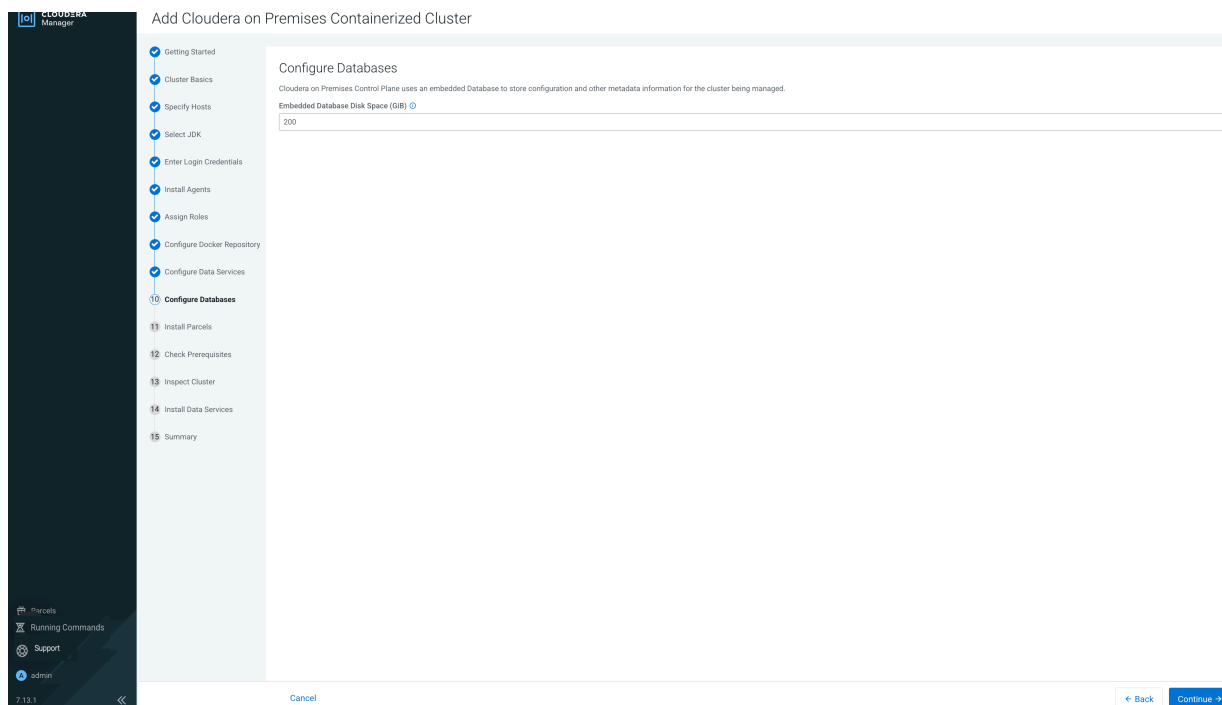 CLOUDERA
Manager
Add Cloudera on Premises Containerized Cluster
Getting Started
Cluster Basics
Specify Hosts
Select JDK
Enter Login Credentials
Install Agents
Assign Roles
Configure Docker Repository
Configure Data Services
10 Configure Databases
11 Install Parcels
12 Check Prerequisites
13 Inspect Cluster
14 Install Data Services
15 Summary
Configure Databases
Cloudera on Premises Control Plane uses an embedded Database to store configuration and other metadata information for the cluster being managed.
Embedded Database Disk Space (GiB)
200
Parcels
Running Commands
Support
A admin
7.13.1
Cancel
← Back
Continue →